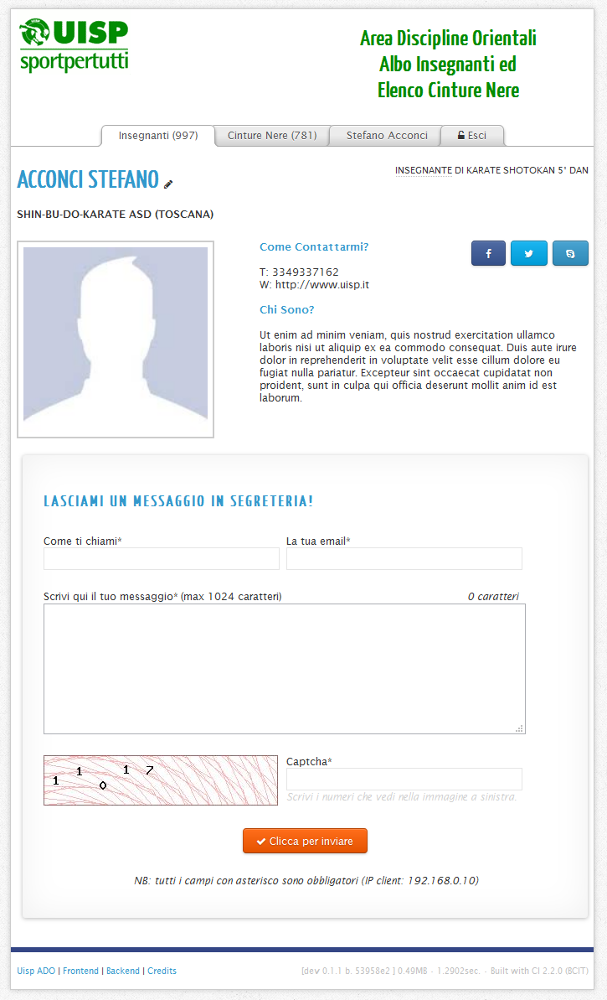 UISP
sportpertutti
Area Discipline Orientali
Albo Insegnanti ed
Elenco Cinture Nere
Insegnanti (997)
Cinture Nere (781)
Stefano Acconci
Esci
ACCONCI STEFANO
INSEGNANTE DI KARATE SHOTOKAN 5° DAN
SHIN-BU-DO-KARATE ASD (TOSCANA)
Come Contattarmi?
T: 3349337162
W: http://www.uisp.it
Chi Sono?
Ut enim ad minim veniam, quis nostrud exercitation ullamco
laboris nisi ut aliquip ex ea commodo consequat. Duis aute irure
dolor in reprehenderit in voluptate velit esse cillum dolore eu
fugiat nulla pariatur. Excepteur sint occaecat cupidatat non
proident, sunt in culpa qui officia deserunt mollit anim id est
laborum.
LASCIAMI UN MESSAGGIO IN SEGRETERIA!
Come ti chiami*
La tua email*
Scrivi qui il tuo messaggio* (max 1024 caratteri)
0 caratteri
1 1 0 1 7
Captcha*
Scrivi i numeri che vedi nella immagine a sinistra.
Clicca per inviare
NB: tutti i campi con asterisco sono obbligatori (IP client: 192.168.0.10)
Uisp ADO | Frontend | Backend | Credits
[dev 0.1.1 b. 53958e2 ] 0.49MB - 1.2902sec. - Built with CI 2.2.0 (BCIT)